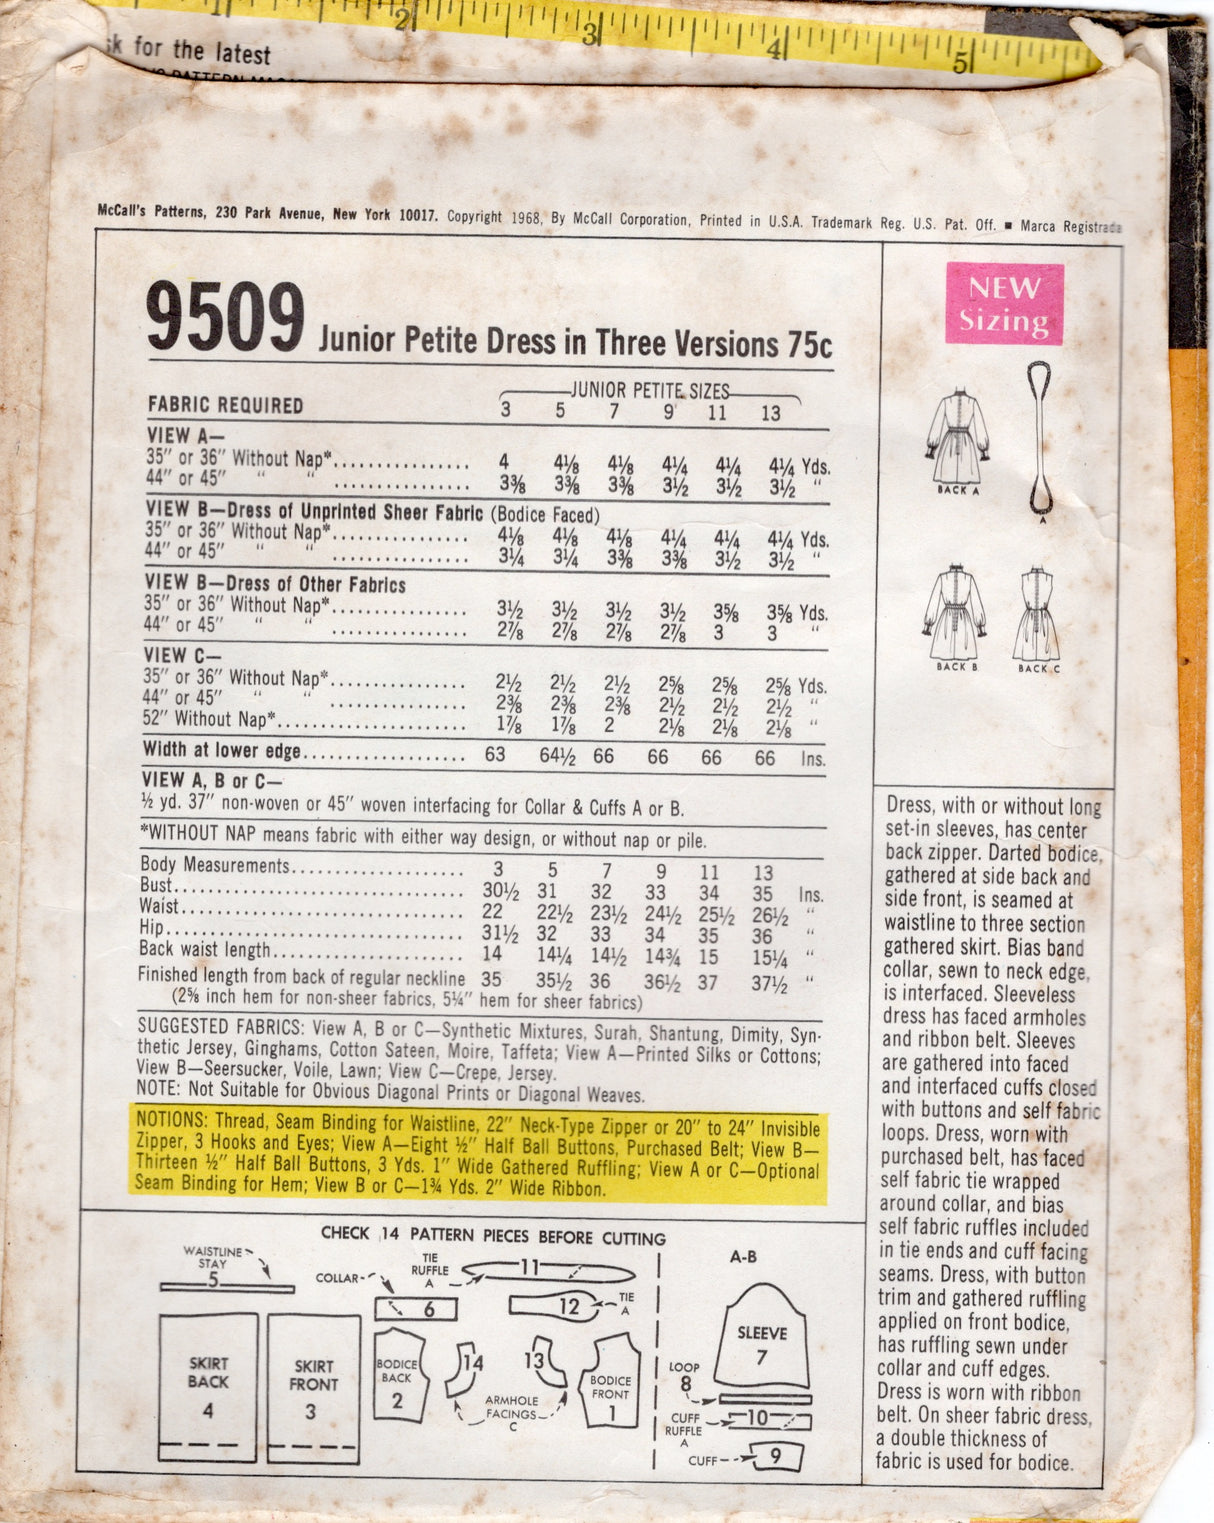 1 2 3 4 5
sk for the latest
McCall's Patterns, 230 Park Avenue, New York 10017. Copyright 1968, By McCall Corporation, Printed in U.S.A. Trademark Reg. U.S. Pat. Off. ■ Marca Registrada
9509 Junior Petite Dress in Three Versions 75c
JUNIOR PETITE SIZES
FABRIC REQUIRED 3 5 7 9 11 13
VIEW A—
35" or 36" Without Nap*................ 4 4⅛ 4⅛ 4¼ 4¼ 4¼ Yds.
44" or 45" " " ................ 3⅜ 3⅜ 3⅜ 3½ 3½ 3½ "
VIEW B—Dress of Unprinted Sheer Fabric (Bodice Faced)
35" or 36" Without Nap*................ 4⅛ 4⅛ 4⅛ 4¼ 4¼ 4¼ Yds.
44" or 45" " " ................ 3¼ 3¼ 3⅜ 3⅜ 3½ 3½ "
VIEW B—Dress of Other Fabrics
35" or 36" Without Nap*................ 3½ 3½ 3½ 3½ 3⅝ 3⅝ Yds.
44" or 45" " " ................ 2⅞ 2⅞ 2⅞ 2⅞ 3 3 "
VIEW C—
35" or 36" Without Nap*................ 2½ 2½ 2½ 2⅝ 2⅝ 2⅝ Yds.
44" or 45" " " ................ 2⅜ 2⅜ 2⅜ 2½ 2½ 2½ "
52" Without Nap*...................... 1⅞ 1⅞ 2 2⅛ 2⅛ 2⅛ "
Width at lower edge................... 63 64½ 66 66 66 66 Ins.
VIEW A, B or C—
½ yd. 37" non-woven or 45" woven interfacing for Collar & Cuffs A or B.
*WITHOUT NAP means fabric with either way design, or without nap or pile.
Body Measurements.................... 3 5 7 9 11 13
Bust................................. 30½ 31 32 33 34 35 Ins.
Waist................................ 22 22½ 23½ 24½ 25½ 26½ "
Hip.................................. 31½ 32 33 34 35 36 "
Back waist length...................... 14 14¼ 14½ 14¾ 15 15¼ "
Finished length from back of regular neckline 35 35½ 36 36½ 37 37½ "
(2⅝ inch hem for non-sheer fabrics, 5¼" hem for sheer fabrics)
SUGGESTED FABRICS: View A, B or C—Synthetic Mixtures, Surah, Shantung, Dimity, Syn-
thetic Jersey, Ginghams, Cotton Sateen, Moire, Taffeta; View A—Printed Silks or Cottons;
View B—Seersucker, Voile, Lawn; View C—Crepe, Jersey.
NOTE: Not Suitable for Obvious Diagonal Prints or Diagonal Weaves.
NOTIONS: Thread, Seam Binding for Waistline, 22" Neck-Type Zipper or 20" to 24" Invisible
Zipper, 3 Hooks and Eyes; View A—Eight ½" Half Ball Buttons, Purchased Belt; View B—
Thirteen ½" Half Ball Buttons, 3 Yds. 1" Wide Gathered Ruffling; View A or C—Optional
Seam Binding for Hem; View B or C—1¾ Yds. 2" Wide Ribbon.
NEW
Sizing
BACK A
A
BACK B
BACK C
Dress, with or without long
set-in sleeves, has center
back zipper. Darted bodice,
gathered at side back and
side front, is seamed at
waistline to three section
gathered skirt. Bias band
collar, sewn to neck edge,
is interfaced. Sleeveless
dress has faced armholes
and ribbon belt. Sleeves
are gathered into faced
and interfaced cuffs closed
with buttons and self fabric
loops. Dress, worn with
purchased belt, has faced
self fabric tie wrapped
around collar, and bias
self fabric ruffles included
in tie ends and cuff facing
seams. Dress, with button
trim and gathered ruffling
applied on front bodice,
has ruffling sewn under
collar and cuff edges.
Dress is worn with ribbon
belt. On sheer fabric dress,
a double thickness of
fabric is used for bodice.
CHECK 14 PATTERN PIECES BEFORE CUTTING
WAISTLINE
STAY
5
COLLAR
6
TIE
RUFFLE
A
11
12
TIE
A
A-B
SKIRT
BACK
4
SKIRT
FRONT
3
BODICE
BACK
2
14
13
ARMHOLE
FACINGS
C
BODICE
FRONT
1
SLEEVE
7
LOOP
8
CUFF
RUFFLE
A
10
CUFF
9